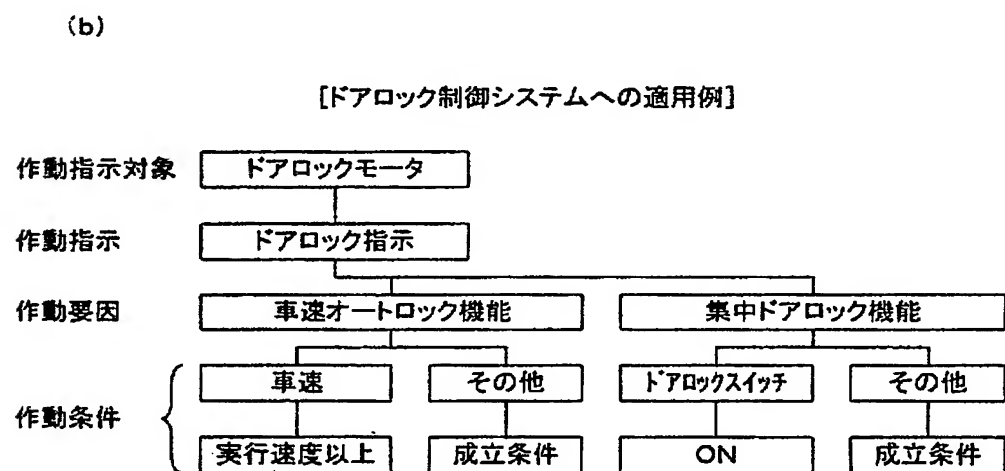 (b)
[ドアロック制御システムへの適用例]
作動指示対象 ドアロックモータ
作動指示 ドアロック指示
作動要因 車速オートロック機能 集中ドアロック機能
車速 その他 ドアロックスイッチ その他
作動条件
実行速度以上 成立条件 ON 成立条件